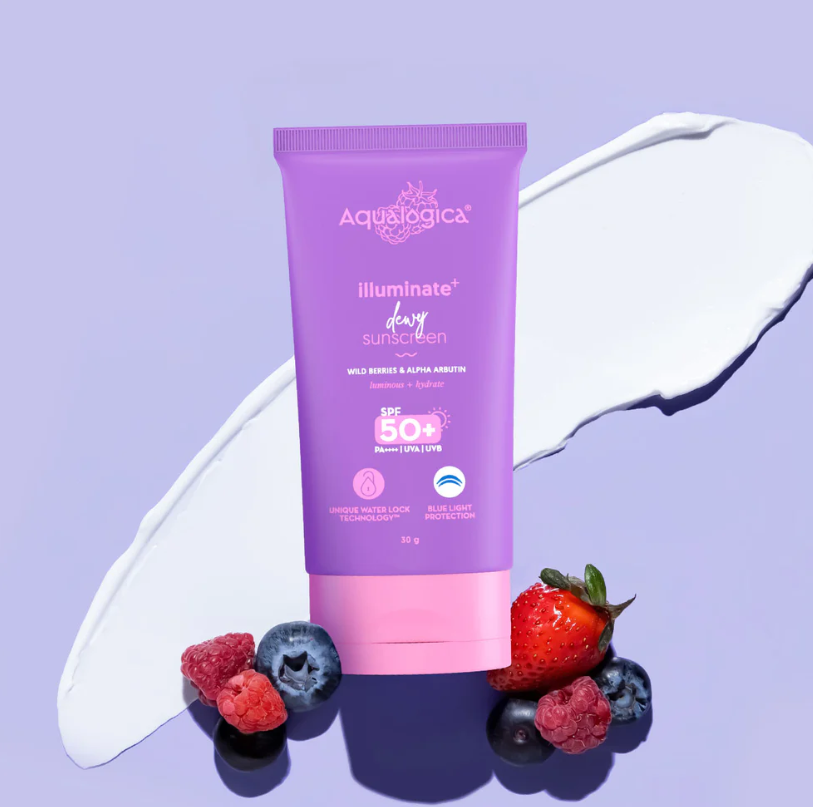 Aqualogica®
illuminate+
dewy
sunscreen
WILD BERRIES & ALPHA ARBUTIN
luminous + hydrate
SPF
50+
PA++++ | UVA | UVB
UNIQUE WATER LOCK
TECHNOLOGY™
BLUE LIGHT
PROTECTION
30 g